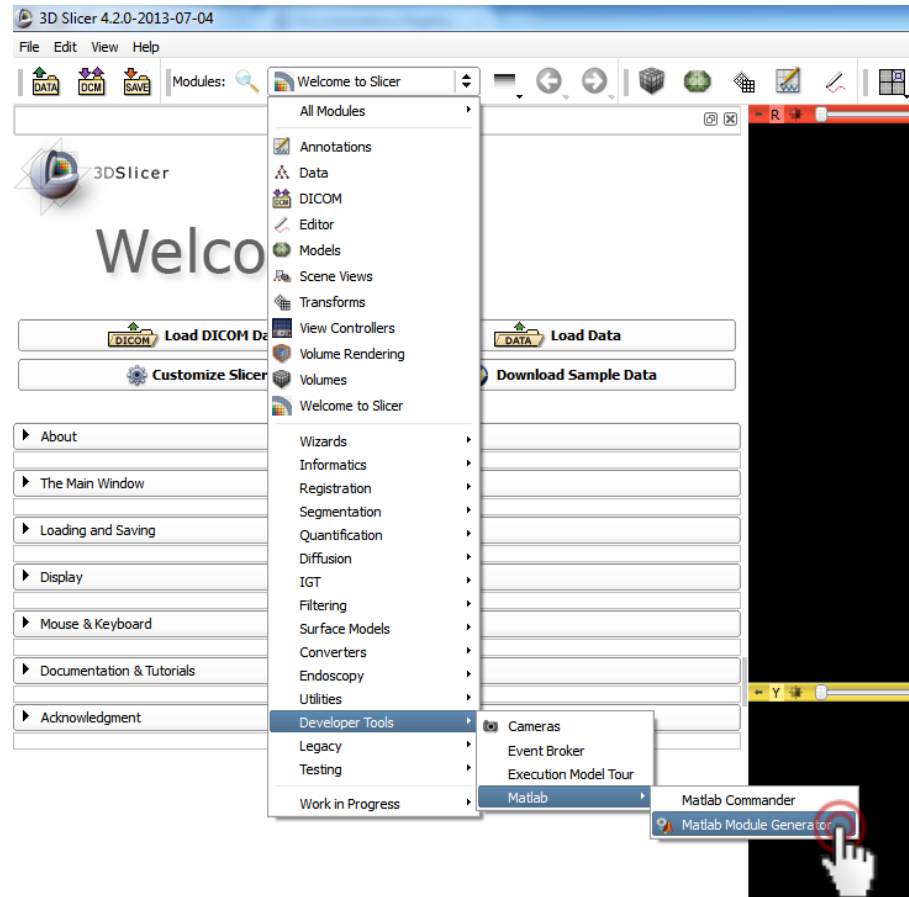 3D Slicer 4.2.0-2013-07-04
File Edit View Help
DATA DCM SAVE Modules: Welcome to Slicer
All Modules
R
Annotations
3DSlicer
Data
DCM DICOM
Editor
Welco
Models
Scene Views
Transforms
View Controllers
DICOM Load DICOM Da
DATA Load Data
Volume Rendering
Customize Slicer
Volumes
Download Sample Data
Welcome to Slicer
About
Wizards
Informatics
The Main Window
Registration
Segmentation
Loading and Saving
Quantification
Diffusion
Display
IGT
Filtering
Mouse & Keyboard
Surface Models
Converters
Documentation & Tutorials
Endoscopy
Utilities
Y
Acknowledgment
Developer Tools
Cameras
Legacy
Event Broker
Testing
Execution Model Tour
Matlab
Work in Progress
Matlab Commander
Matlab Module Generator